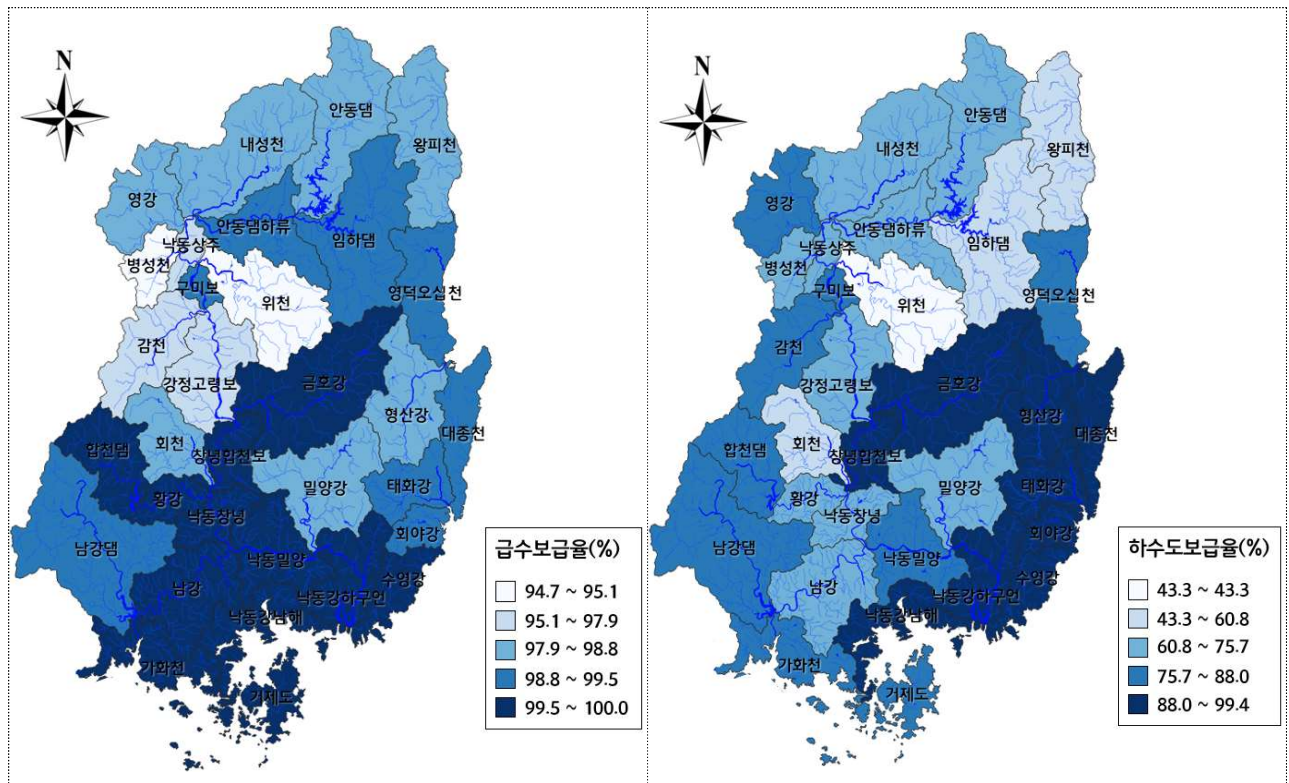 N
안동댐
왕피천
내성천
영강
안동댐하류
임하댐
낙동상주
병성천
구미보
위천
영덕오십천
감천
강정고령보
금호강
형산강
대종천
합천댐
회천
창녕합천보
밀양강
태화강
황강
낙동창녕
회야강
남강댐
낙동밀양
남강
수영강
낙동강하구언
낙동강남해
가화천
거제도
급수보급율(%)
94.7 ~ 95.1
95.1 ~ 97.9
97.9 ~ 98.8
98.8 ~ 99.5
99.5 ~ 100.0
N
안동댐
왕피천
내성천
영강
안동댐하류
임하댐
낙동상주
병성천
구미보
위천
영덕오십천
감천
강정고령보
금호강
형산강
대종천
합천댐
회천
창녕합천보
밀양강
태화강
황강
낙동창녕
회야강
남강댐
낙동밀양
남강
수영강
낙동강하구언
낙동강남해
가화천
거제도
하수도보급율(%)
43.3 ~ 43.3
43.3 ~ 60.8
60.8 ~ 75.7
75.7 ~ 88.0
88.0 ~ 99.4